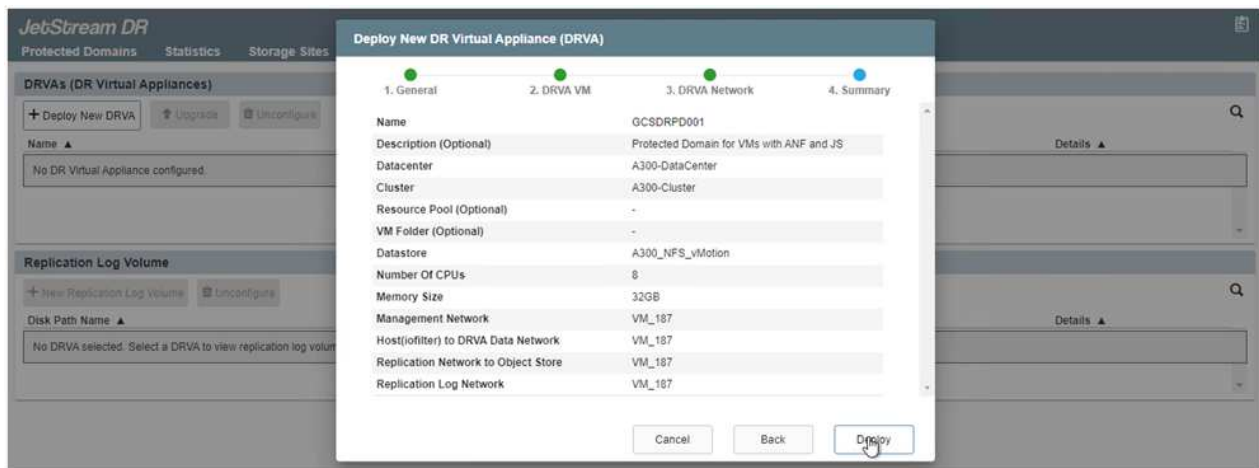 JetStream DR
Protected Domains Statistics Storage Sites
DRVAs (DR Virtual Appliances)
+ Deploy New DRVA Upgrade Unconfigure
Name ▲ Details ▲
No DR Virtual Appliance configured.
Replication Log Volume
+ New Replication Log Volume Unconfigure
Disk Path Name ▲ Details ▲
No DRVA selected. Select a DRVA to view replication log
Deploy New DR Virtual Appliance (DRVA)
1. General 2. DRVA VM 3. DRVA Network 4. Summary
Name GCSDRPD001
Description (Optional) Protected Domain for VMs with ANF and JS
Datacenter A300-DataCenter
Cluster A300-Cluster
Resource Pool (Optional) -
VM Folder (Optional) -
Datastore A300_NFS_vMotion
Number Of CPUs 8
Memory Size 32GB
Management Network VM_187
Host(iofilter) to DRVA Data Network VM_187
Replication Network to Object Store VM_187
Replication Log Network VM_187
Cancel Back Deploy